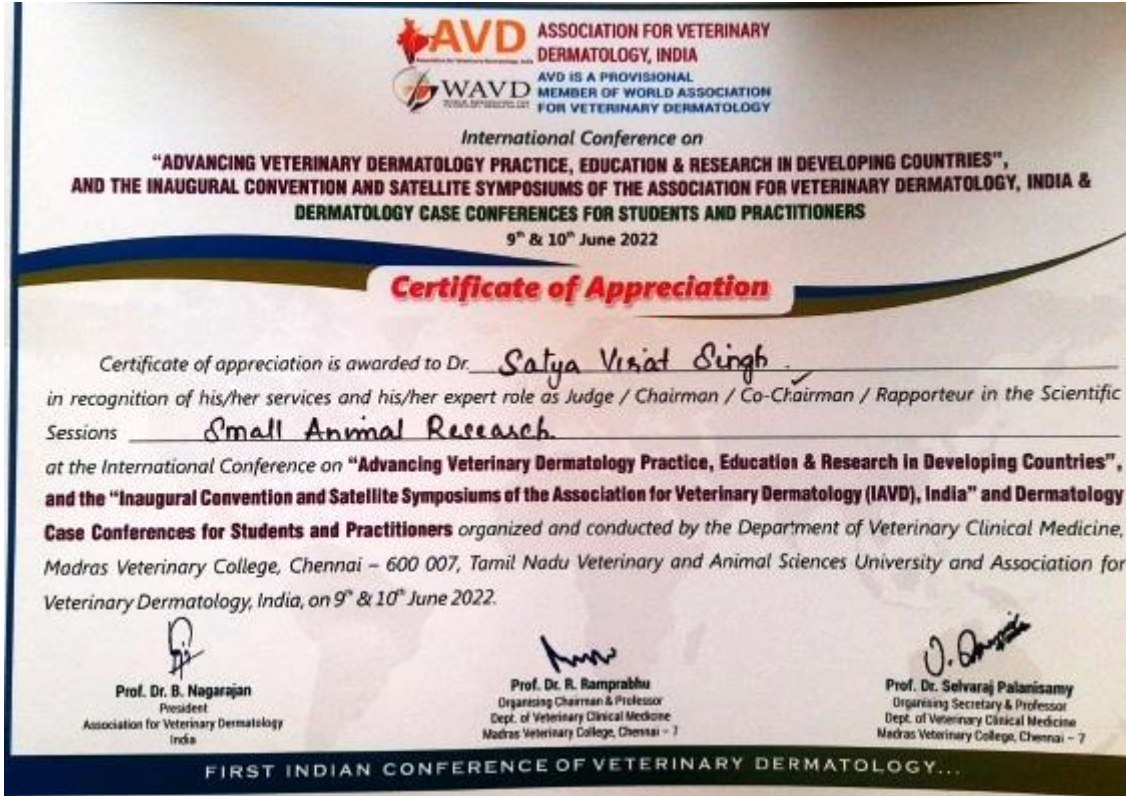 AVD ASSOCIATION FOR VETERINARY
DERMATOLOGY, INDIA
WAVD AVD IS A PROVISIONAL
MEMBER OF WORLD ASSOCIATION
FOR VETERINARY DERMATOLOGY
International Conference on
"ADVANCING VETERINARY DERMATOLOGY PRACTICE, EDUCATION & RESEARCH IN DEVELOPING COUNTRIES",
AND THE INAUGURAL CONVENTION AND SATELLITE SYMPOSIUMS OF THE ASSOCIATION FOR VETERINARY DERMATOLOGY, INDIA &
DERMATOLOGY CASE CONFERENCES FOR STUDENTS AND PRACTITIONERS
9th & 10th June 2022
Certificate of Appreciation
Certificate of appreciation is awarded to Dr. Satya Virat Singh.
in recognition of his/her services and his/her expert role as Judge / Chairman / Co-Chairman / Rapporteur in the Scientific
Sessions Small Animal Research.
at the International Conference on "Advancing Veterinary Dermatology Practice, Education & Research in Developing Countries",
and the "Inaugural Convention and Satellite Symposiums of the Association for Veterinary Dermatology (IAVD), India" and Dermatology
Case Conferences for Students and Practitioners organized and conducted by the Department of Veterinary Clinical Medicine,
Madras Veterinary College, Chennai – 600 007, Tamil Nadu Veterinary and Animal Sciences University and Association for
Veterinary Dermatology, India, on 9th & 10th June 2022.
Prof. Dr. B. Nagarajan
President
Association for Veterinary Dermatology
India
Prof. Dr. R. Ramprabhu
Organising Chairman & Professor
Dept. of Veterinary Clinical Medicine
Madras Veterinary College, Chennai – 7
Prof. Dr. Selvaraj Palanisamy
Organising Secretary & Professor
Dept. of Veterinary Clinical Medicine
Madras Veterinary College, Chennai – 7
FIRST INDIAN CONFERENCE OF VETERINARY DERMATOLOGY...